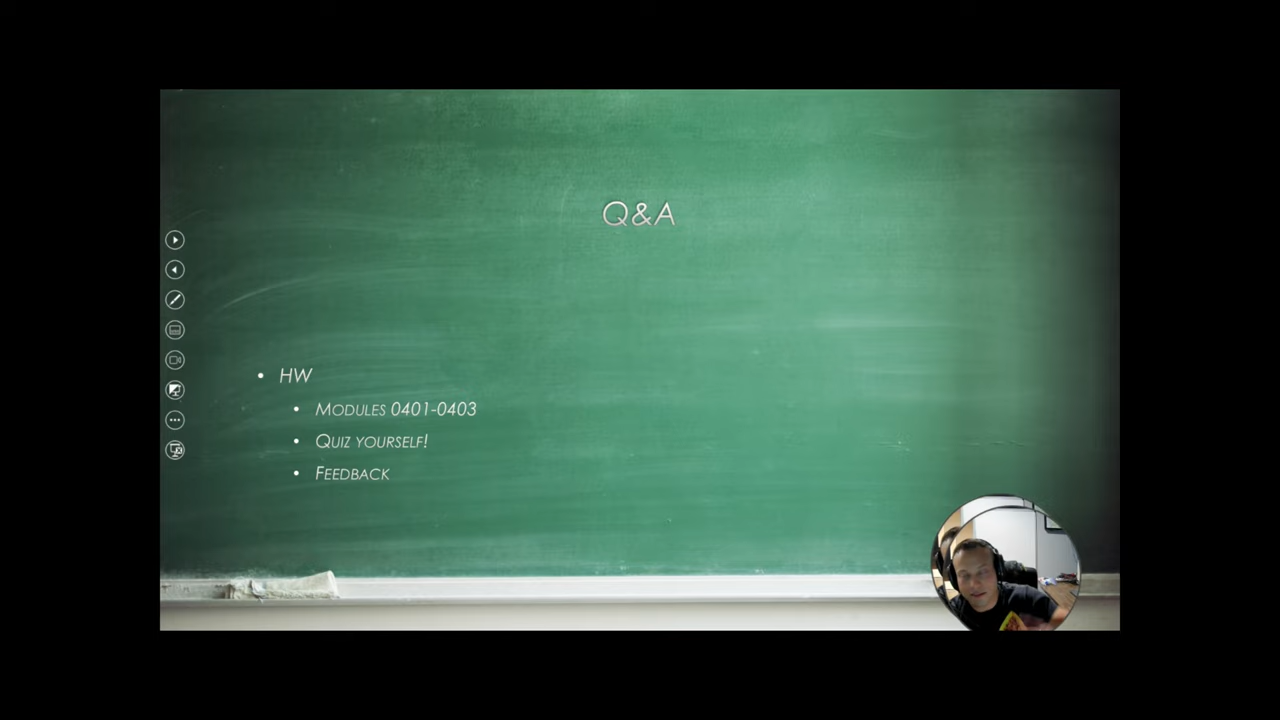 Q&A
• HW
• MODULES 0401-0403
• QUIZ YOURSELF!
• FEEDBACK